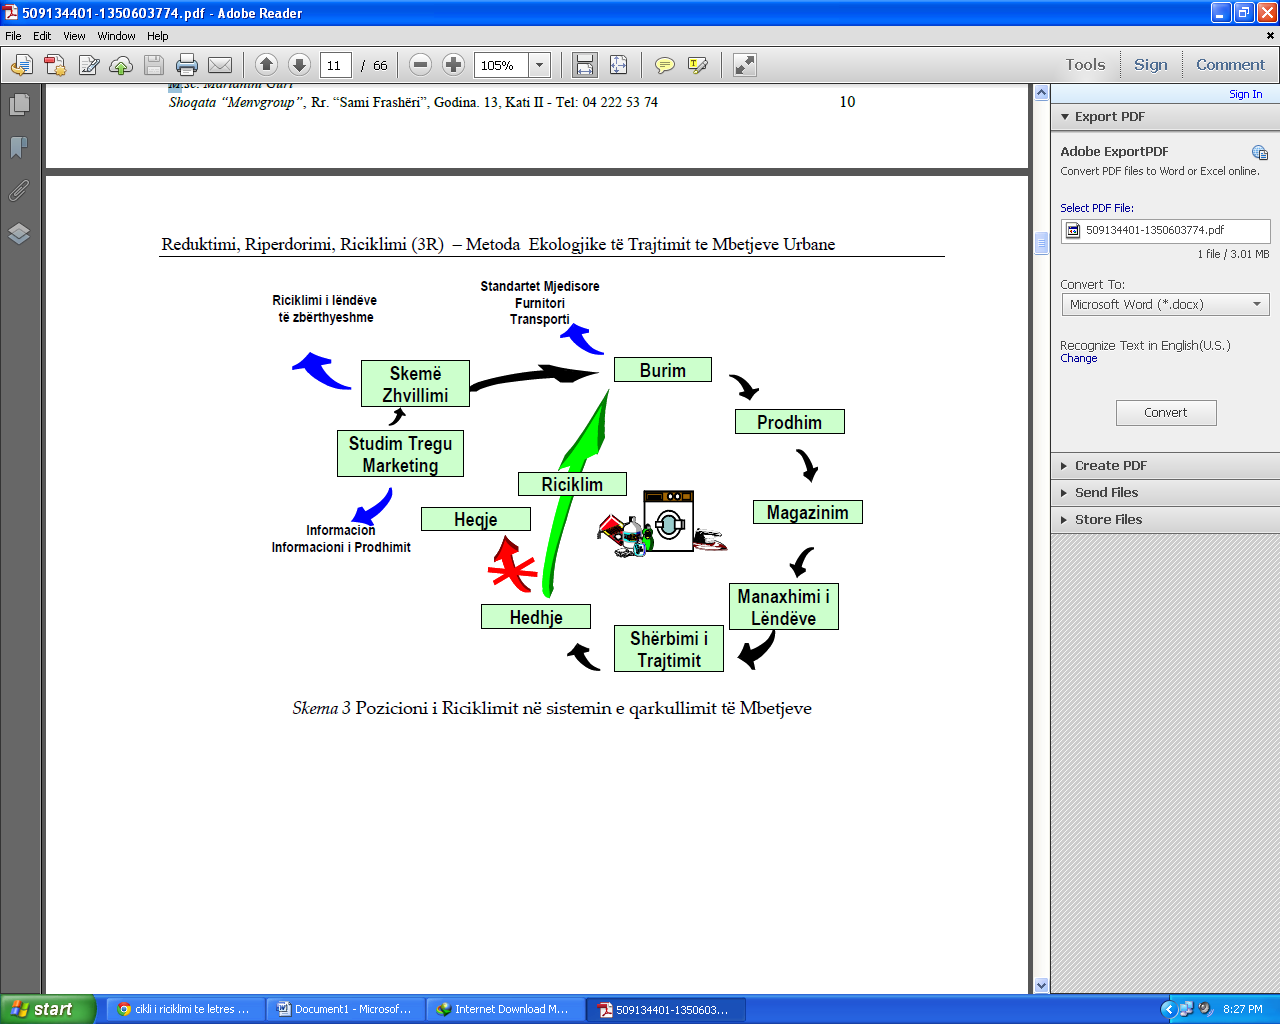 509134401-1350603774.pdf - Adobe Reader
File Edit View Window Help
11 / 66 105% Tools Sign Comment
M.sc. Marianini Guri
Shoqata “Menvgroup”, Rr. “Sami Frashëri”, Godina. 13, Kati II - Tel: 04 222 53 74 10
Reduktimi, Riperdorimi, Riciklimi (3R) – Metoda Ekologjike të Trajtimit te Mbetjeve Urbane
Riciklimi i lëndëve
të zbërthyeshme
Standartet Mjedisore
Furnitori
Transporti
Skemë
Zhvillimi
Burim
Prodhim
Studim Tregu
Marketing
Riciklim
Magazinim
Heqje
Informacion
Informacioni i Prodhimit
Manaxhimi i
Lëndëve
Hedhje
Shërbimi i
Trajtimit
Skema 3 Pozicioni i Riciklimit në sistemin e qarkullimit të Mbetjeve
Sign In
Export PDF
Adobe ExportPDF
Convert PDF files to Word or Excel online.
Select PDF File:
509134401-1350603774.pdf
1 file / 3.01 MB
Convert To:
Microsoft Word (*.docx)
Recognize Text in English(U.S.)
Change
Convert
Create PDF
Send Files
Store Files
start cikli i riciklimi te letres ... Document1 - Microsof... Internet Download M... 509134401-1350603... 8:27 PM